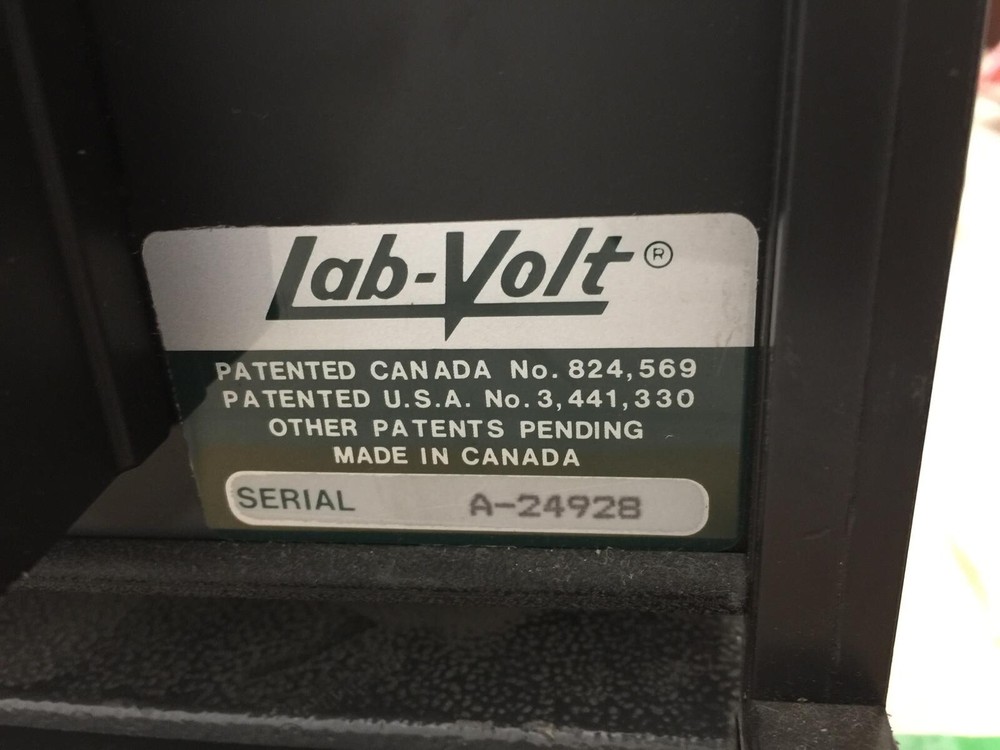 Lab-Volt®
PATENTED CANADA No. 824,569
PATENTED U.S.A. No. 3,441,330
OTHER PATENTS PENDING
MADE IN CANADA
SERIAL A-24928